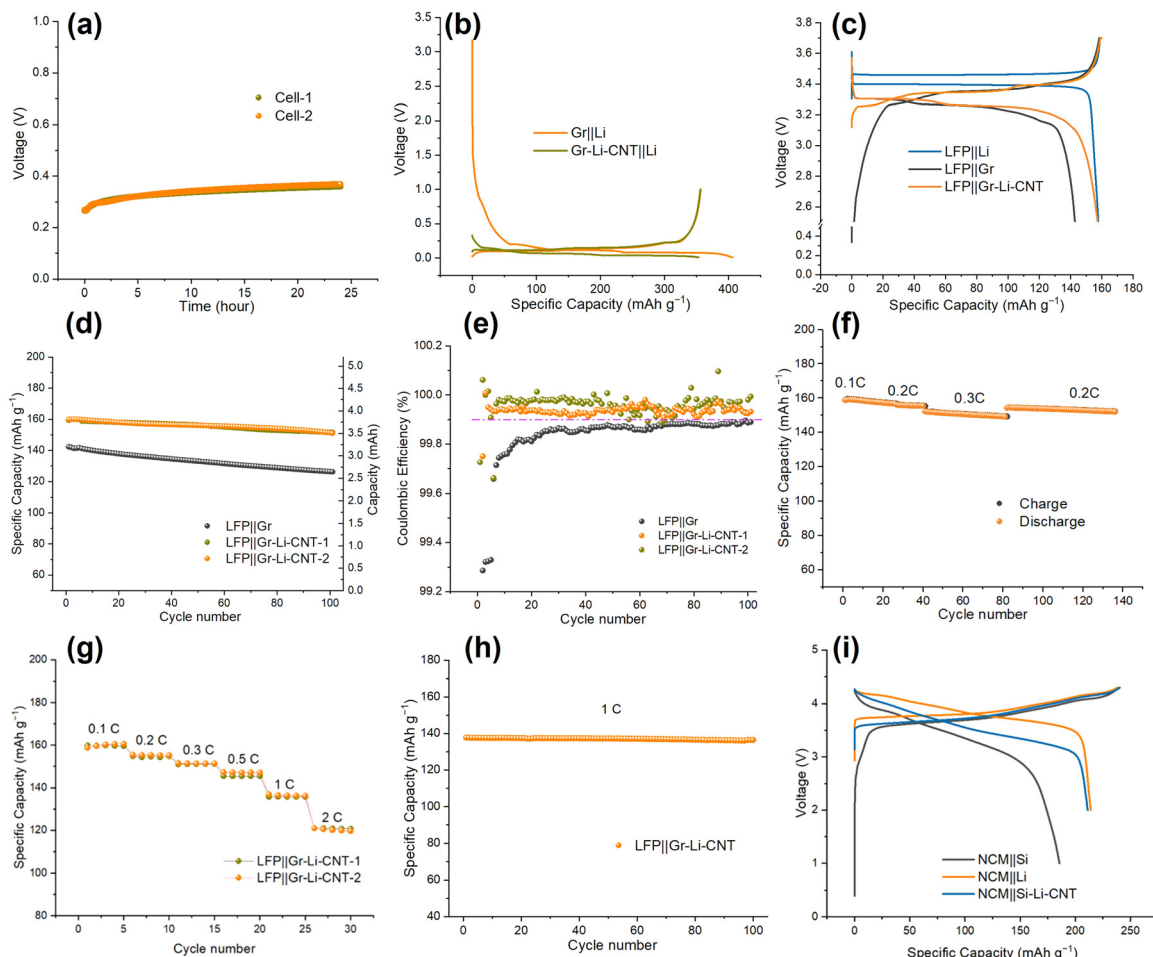 (a)
1.0
0.8
0.6
0.4
0.2
0.0
Voltage (V)
Cell-1
Cell-2
0 5 10 15 20 25
Time (hour)
(b)
3.5
3.0
2.5
2.0
1.5
1.0
0.5
0.0
Voltage (V)
Gr||Li
Gr-Li-CNT||Li
0 100 200 300 400
Specific Capacity (mAh g⁻¹)
(c)
3.8
3.6
3.4
3.2
3.0
2.8
2.6
0.4
0.2
0.0
Voltage (V)
LFP||Li
LFP||Gr
LFP||Gr-Li-CNT
-20 0 20 40 60 80 100 120 140 160 180
Specific Capacity (mAh g⁻¹)
(d)
200
180
160
140
120
100
80
60
Specific Capacity (mAh g⁻¹)
5.0
4.5
4.0
3.5
3.0
2.5
2.0
1.5
1.0
0.5
0.0
Capacity (mAh)
LFP||Gr
LFP||Gr-Li-CNT-1
LFP||Gr-Li-CNT-2
0 20 40 60 80 100
Cycle number
(e)
100.2
100.0
99.8
99.6
99.4
99.2
Coulombic Efficiency (%)
LFP||Gr
LFP||Gr-Li-CNT-1
LFP||Gr-Li-CNT-2
0 20 40 60 80 100
Cycle number
(f)
200
180
160
140
120
100
80
60
Specific Capacity (mAh g⁻¹)
0.1C
0.2C
0.3C
0.2C
Charge
Discharge
0 20 40 60 80 100 120 140
Cycle number
(g)
200
180
160
140
120
100
80
Specific Capacity (mAh g⁻¹)
0.1 C
0.2 C
0.3 C
0.5 C
1 C
2 C
LFP||Gr-Li-CNT-1
LFP||Gr-Li-CNT-2
0 5 10 15 20 25 30
Cycle number
(h)
180
160
140
120
100
80
60
40
Specific Capacity (mAh g⁻¹)
1 C
LFP||Gr-Li-CNT
0 20 40 60 80 100
Cycle number
(i)
5
4
3
2
1
0
Voltage (V)
NCM||Si
NCM||Li
NCM||Si-Li-CNT
0 50 100 150 200 250
Specific Capacity (mAh g⁻¹)